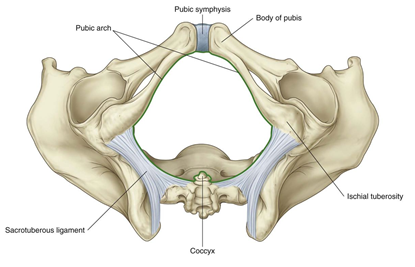 Pubic symphysis
Pubic arch
Body of pubis
Ischial tuberosity
Sacrotuberous ligament
Coccyx